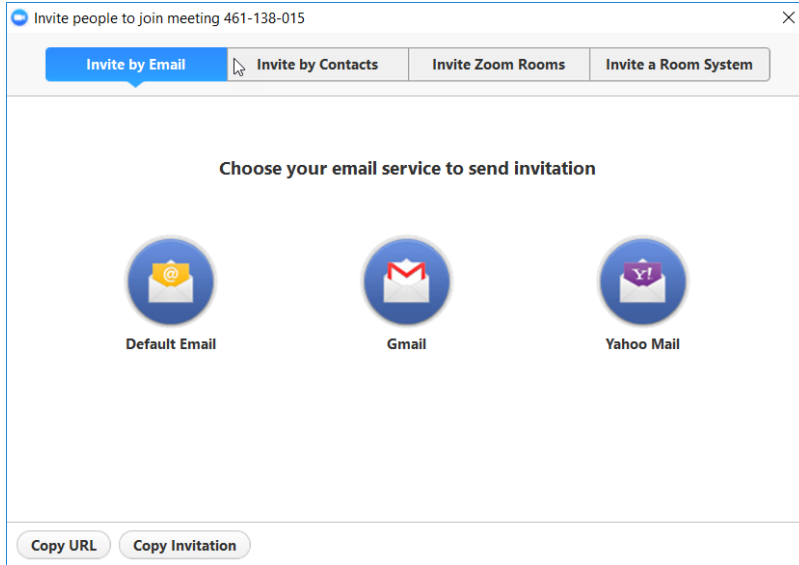 Invite people to join meeting 461-138-015
Invite by Email Invite by Contacts Invite Zoom Rooms Invite a Room System
Choose your email service to send invitation
@ Y!
Default Email Gmail Yahoo Mail
Copy URL Copy Invitation